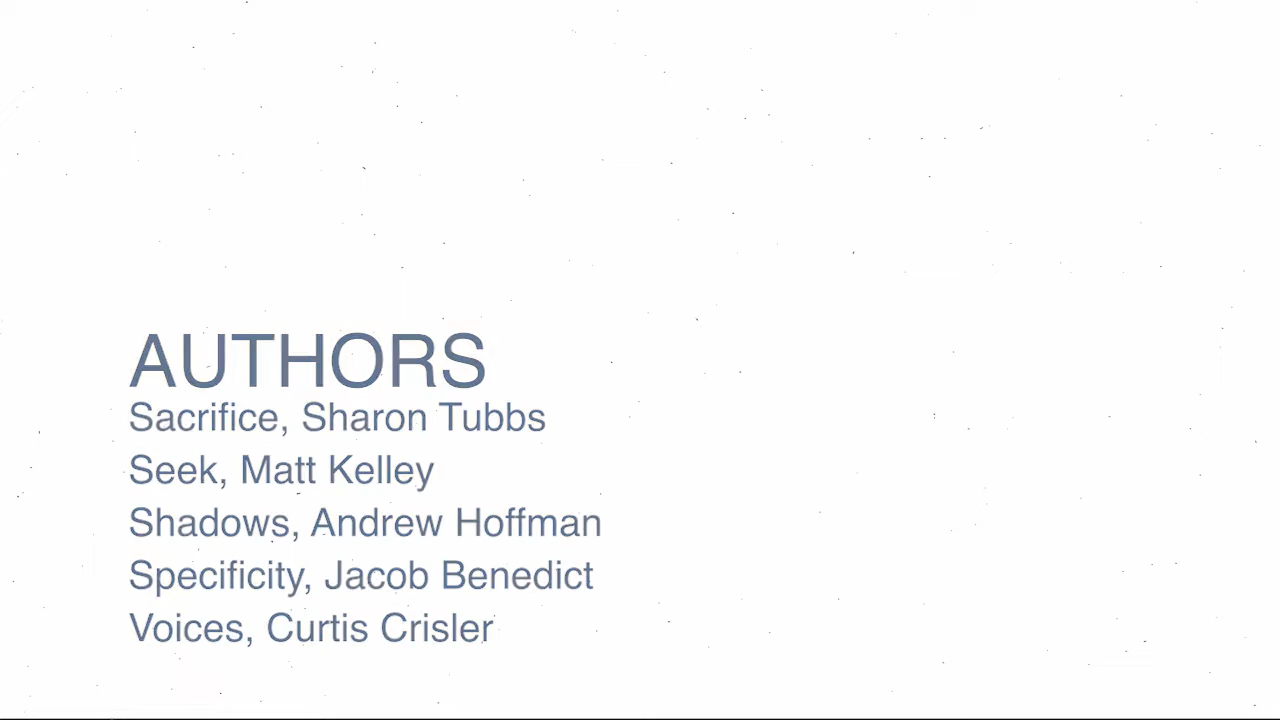 AUTHORS
Sacrifice, Sharon Tubbs
Seek, Matt Kelley
Shadows, Andrew Hoffman
Specificity, Jacob Benedict
Voices, Curtis Crisler